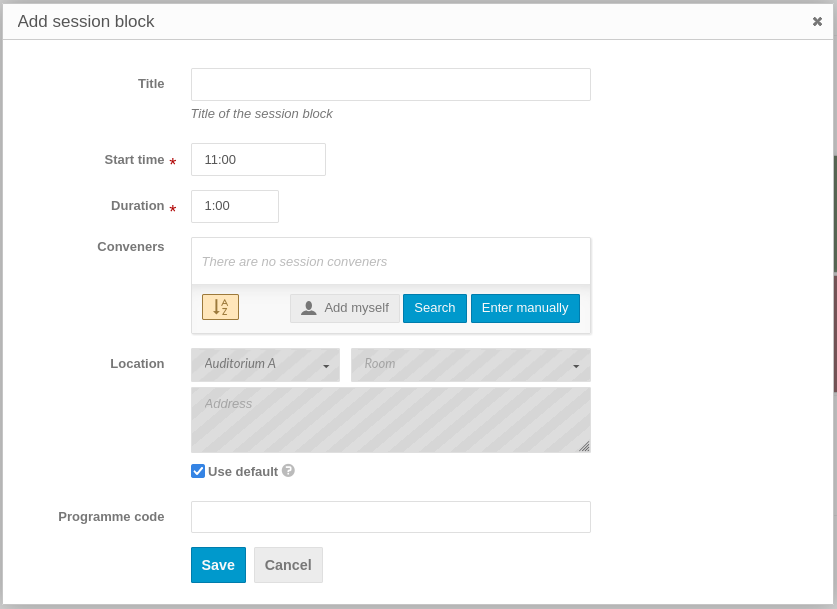 Add session block
Title
Title of the session block
Start time *
11:00
Duration *
1:00
Conveners
There are no session conveners
A
Z
Add myself
Search
Enter manually
Location
Auditorium A
Room
Address
Use default ?
Programme code
Save
Cancel